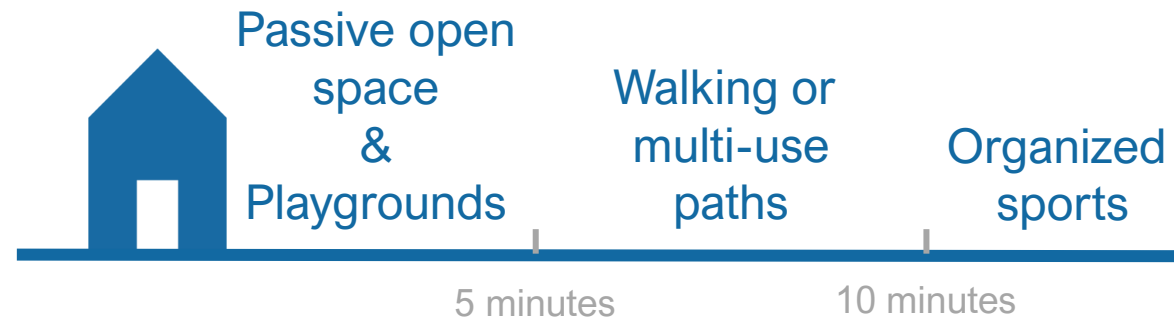 Passive open
space
&
Playgrounds
Walking or
multi-use
paths
Organized
sports
5 minutes
10 minutes